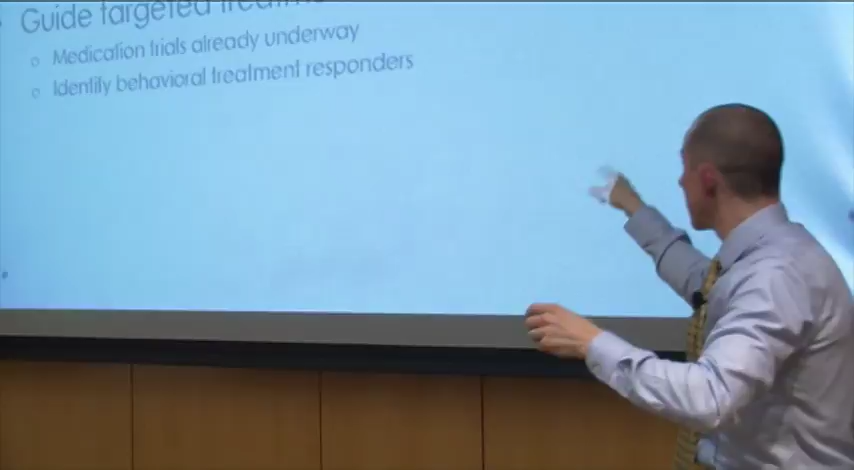 Guide targeted
Medication trials already underway
Identify behavioral treatment responders